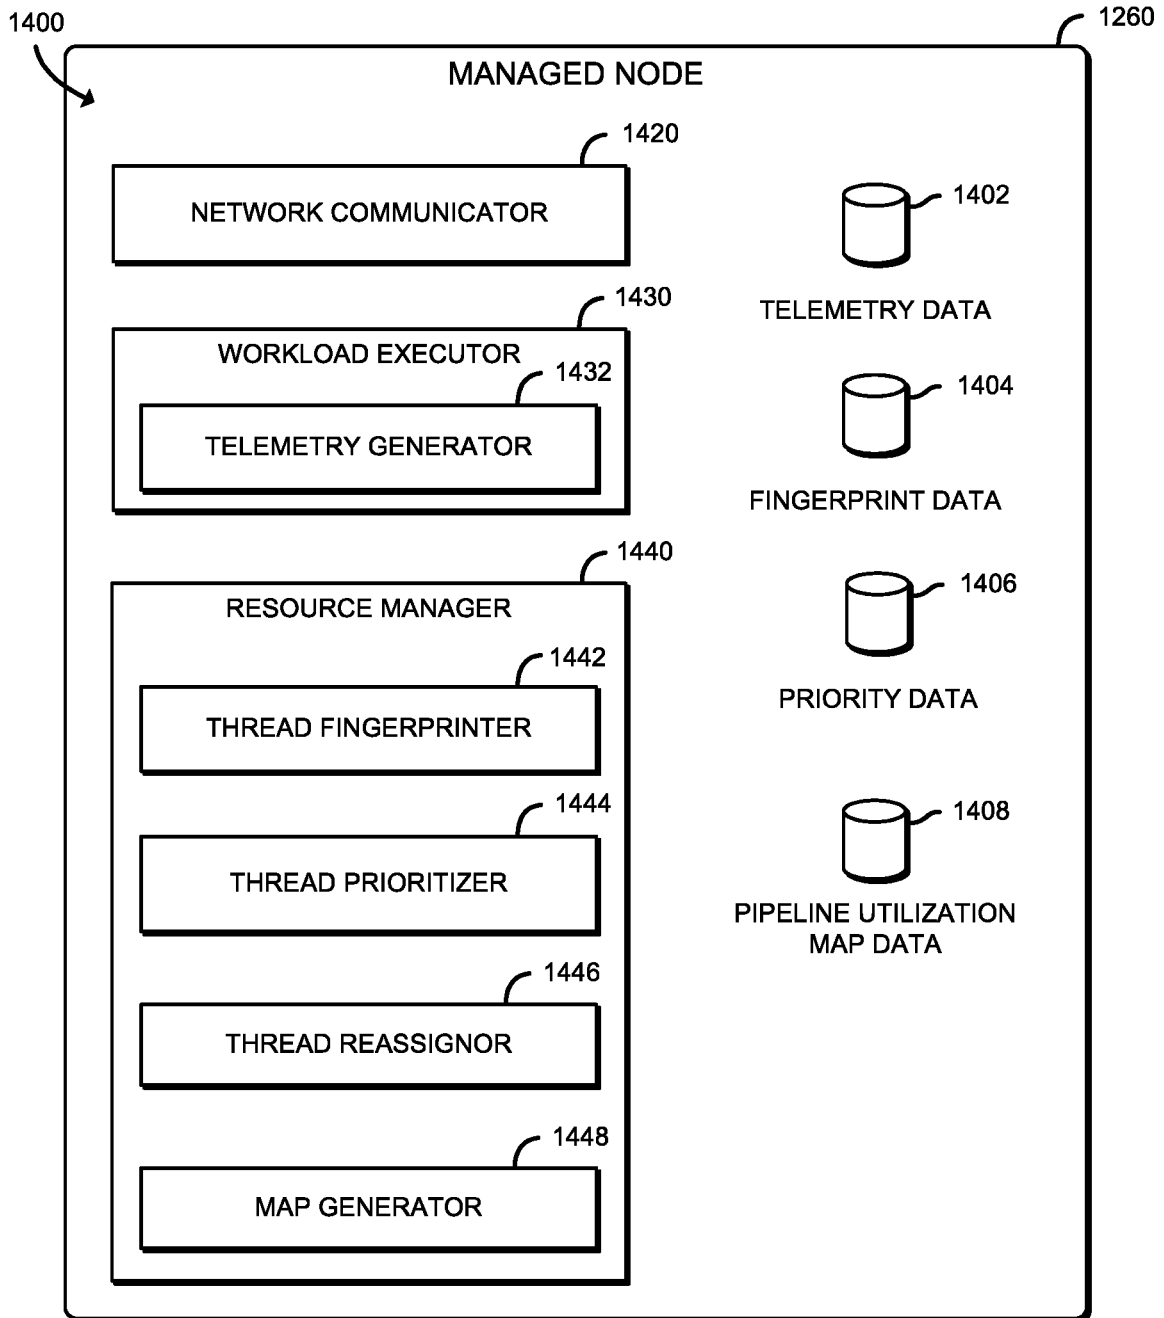 1400
1260
MANAGED NODE
1420
NETWORK COMMUNICATOR
1430
WORKLOAD EXECUTOR
1432
TELEMETRY GENERATOR
1440
RESOURCE MANAGER
1442
THREAD FINGERPRINTER
1444
THREAD PRIORITIZER
1446
THREAD REASSIGNOR
1448
MAP GENERATOR
1402
TELEMETRY DATA
1404
FINGERPRINT DATA
1406
PRIORITY DATA
1408
PIPELINE UTILIZATION
MAP DATA